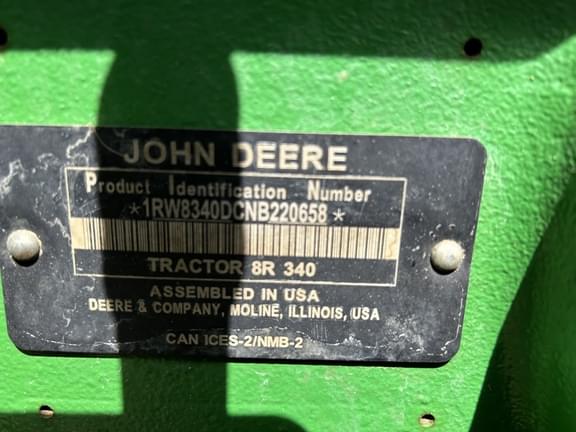 JOHN DEERE
Product Identification Number
*1RW8340DCNB220658*
TRACTOR 8R 340
ASSEMBLED IN USA
DEERE & COMPANY, MOLINE, ILLINOIS, USA
CAN ICES-2/NMB-2